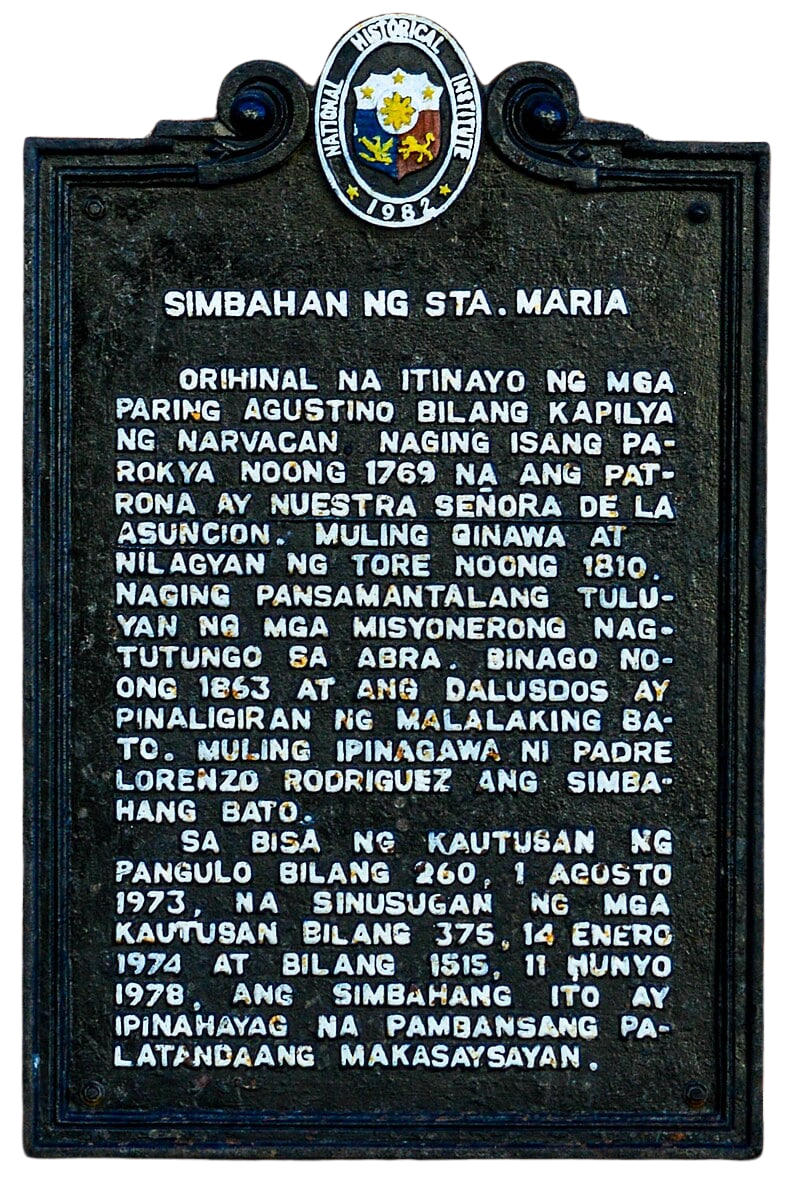 NATIONAL HISTORICAL INSTITUTE
1982
SIMBAHAN NG STA. MARIA
ORIHINAL NA ITINAYO NG MGA
PARING AGUSTINO BILANG KAPILYA
NG NARVACAN NAGING ISANG PA-
ROKYA NOONG 1769 NA ANG PAT-
RONA AY NUESTRA SEÑORA DE LA
ASUNCION. MULING GINAWA AT
NILAGYAN NG TORE NOONG 1810.
NAGING PANSAMANTALANG TULU-
YAN NG MGA MISYONERONG NAG-
TUTUNGO SA ABRA. BINAGO NO-
ONG 1863 AT ANG DALUSDOS AY
PINALIGIRAN NG MALALAKING BA-
TO. MULING IPINAGAWA NI PADRE
LORENZO RODRIGUEZ ANG SIMBA-
HANG BATO.
SA BISA NG KAUTUSAN NG
PANGULO BILANG 260, 1 AGOSTO
1973, NA SINUSUGAN NG MGA
KAUTUSAN BILANG 375, 14 ENERO
1974 AT BILANG 1515, 11 HUNYO
1978, ANG SIMBAHANG ITO AY
IPINAHAYAG NA PAMBANSANG PA-
LATANDAANG MAKASAYSAYAN.